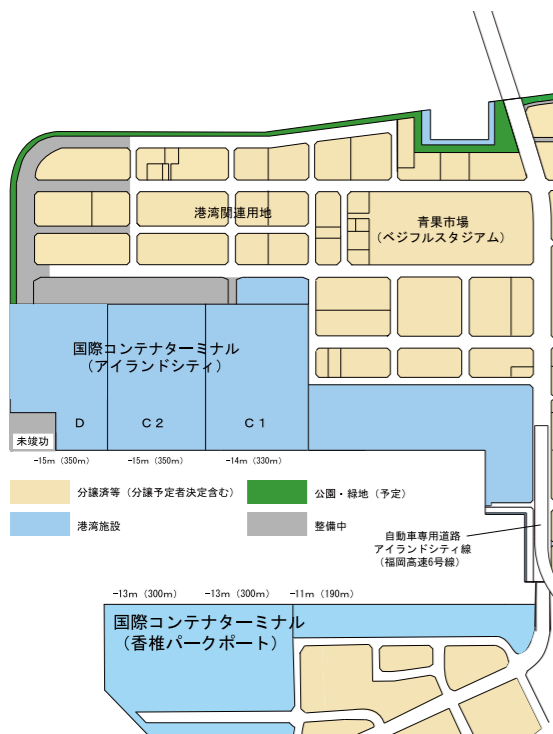 港湾関連用地
青果市場
（ベジフルスタジアム）
国際コンテナターミナル
（アイランドシティ）
D
C2
C1
未竣功
-15m（350m）
-15m（350m）
-14m（330m）
分譲済等（分譲予定者決定含む）
公園・緑地（予定）
港湾施設
整備中
自動車専用道路
アイランドシティ線
（福岡高速6号線）
-13m（300m）
-13m（300m）
-11m（190m）
国際コンテナターミナル
（香椎パークポート）